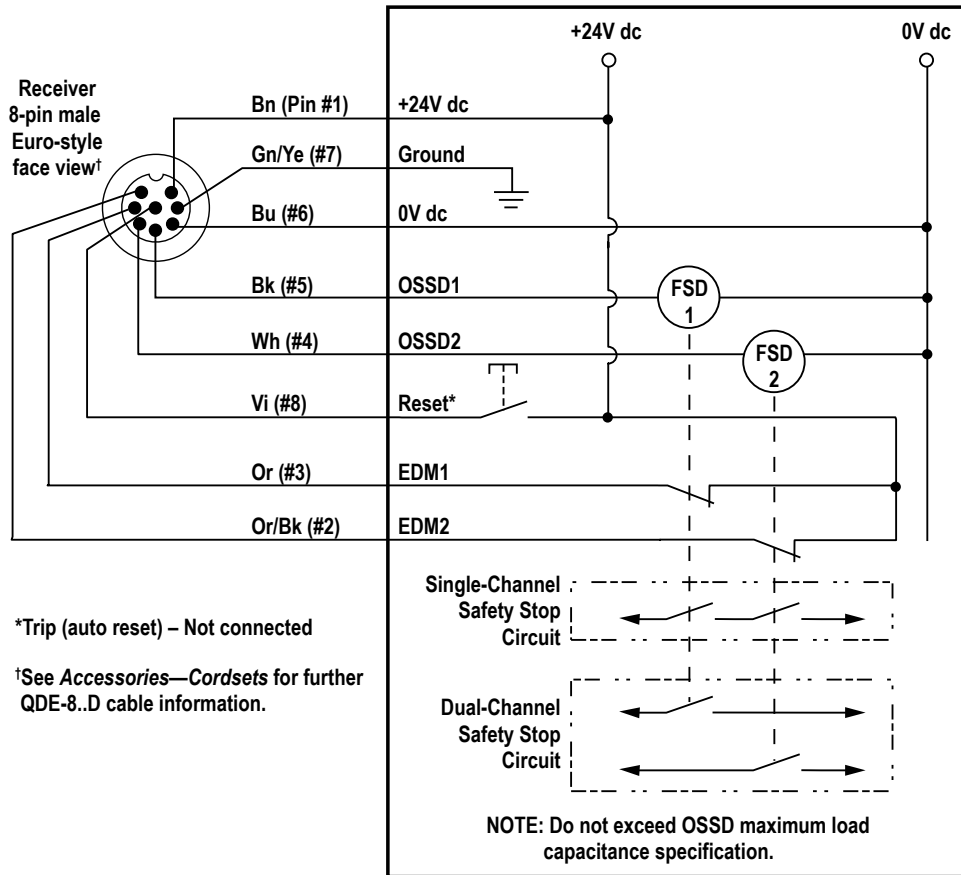 +24V dc
0V dc
Receiver
8-pin male
Euro-style
face view†
Bn (Pin #1)
+24V dc
Gn/Ye (#7)
Ground
Bu (#6)
0V dc
Bk (#5)
OSSD1
FSD
1
Wh (#4)
OSSD2
FSD
2
Vi (#8)
Reset*
Or (#3)
EDM1
Or/Bk (#2)
EDM2
Single-Channel
Safety Stop
Circuit
*Trip (auto reset) – Not connected
†See Accessories—Cordsets for further
QDE-8..D cable information.
Dual-Channel
Safety Stop
Circuit
NOTE: Do not exceed OSSD maximum load
capacitance specification.